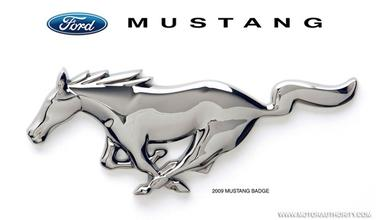 Ford MUSTANG
2009 MUSTANG BADGE
WWW.MOTORAUTHORITY.COM